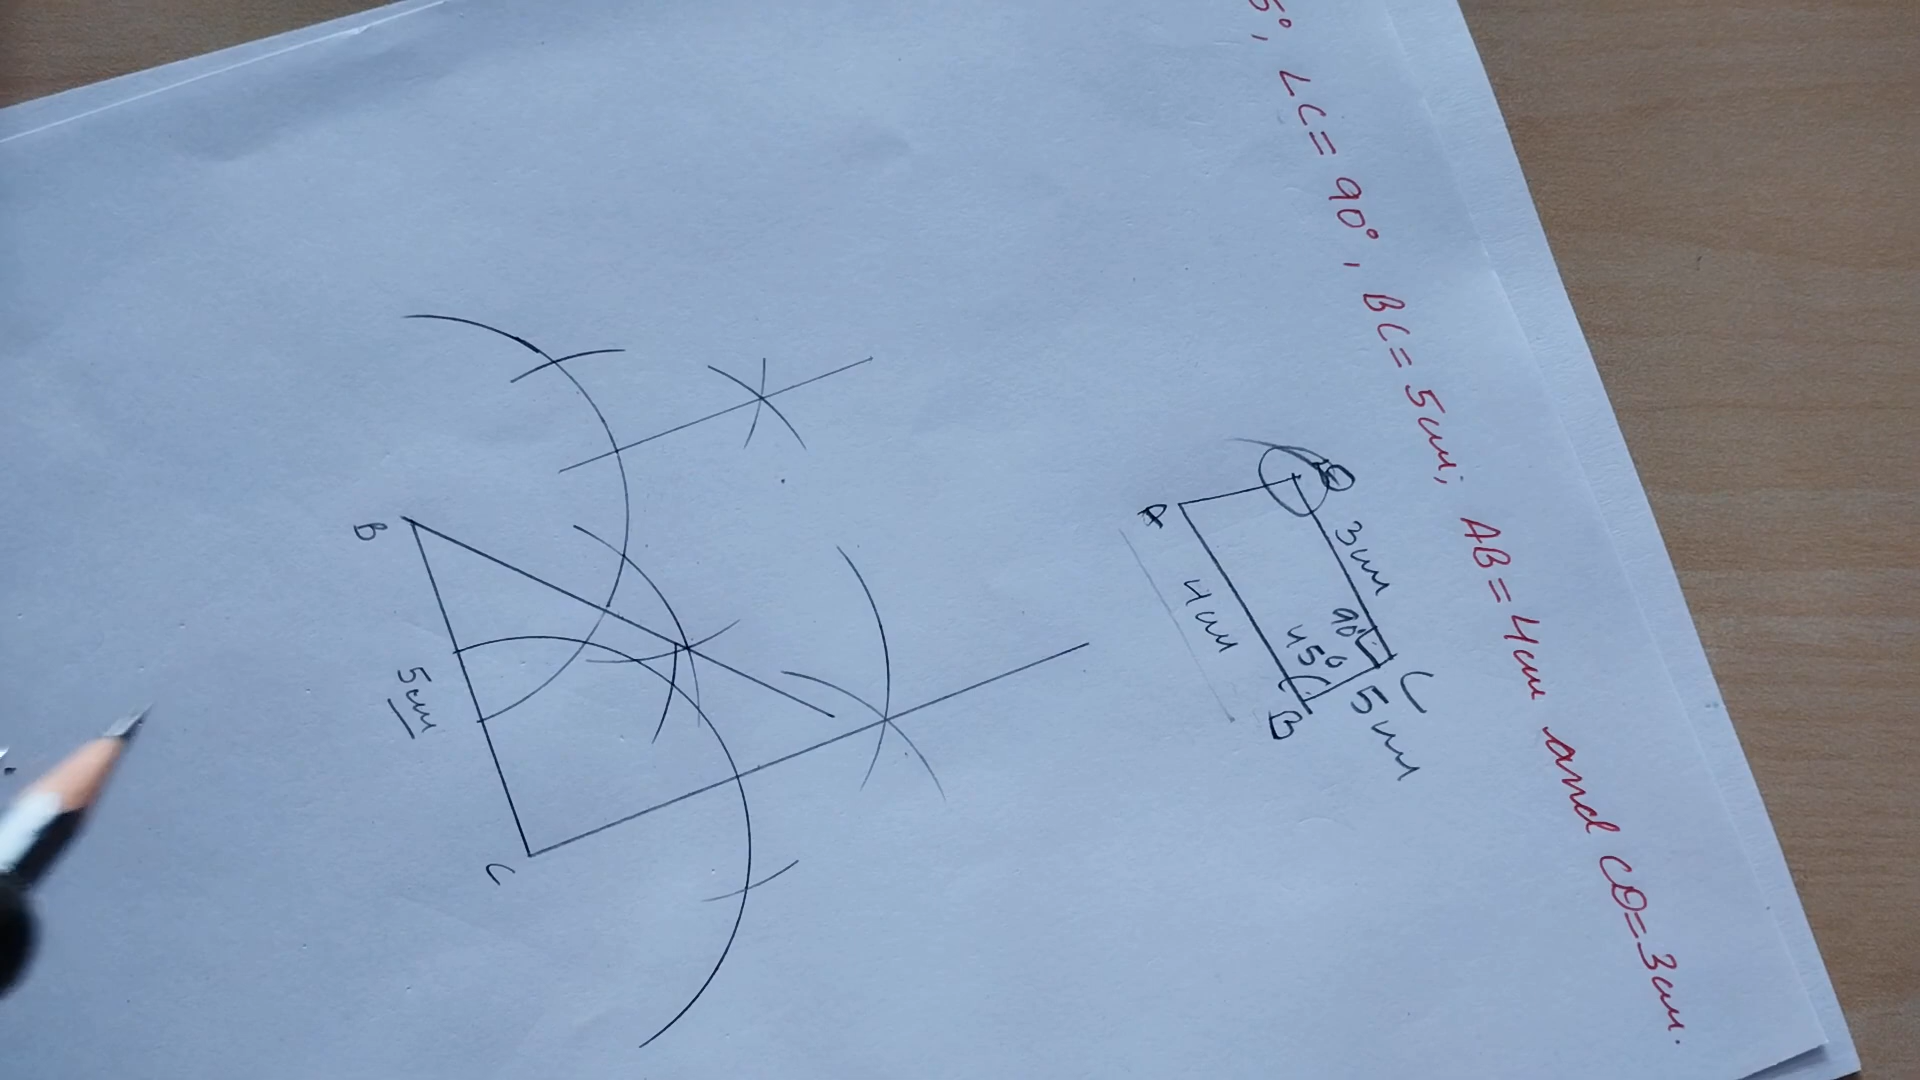 5°, ∠C = 90°, BC = 5cm, AB = 4cm and CD = 3cm.
A
D
3cm
4cm
45°
90°
C
B
5cm
B
5cm
C